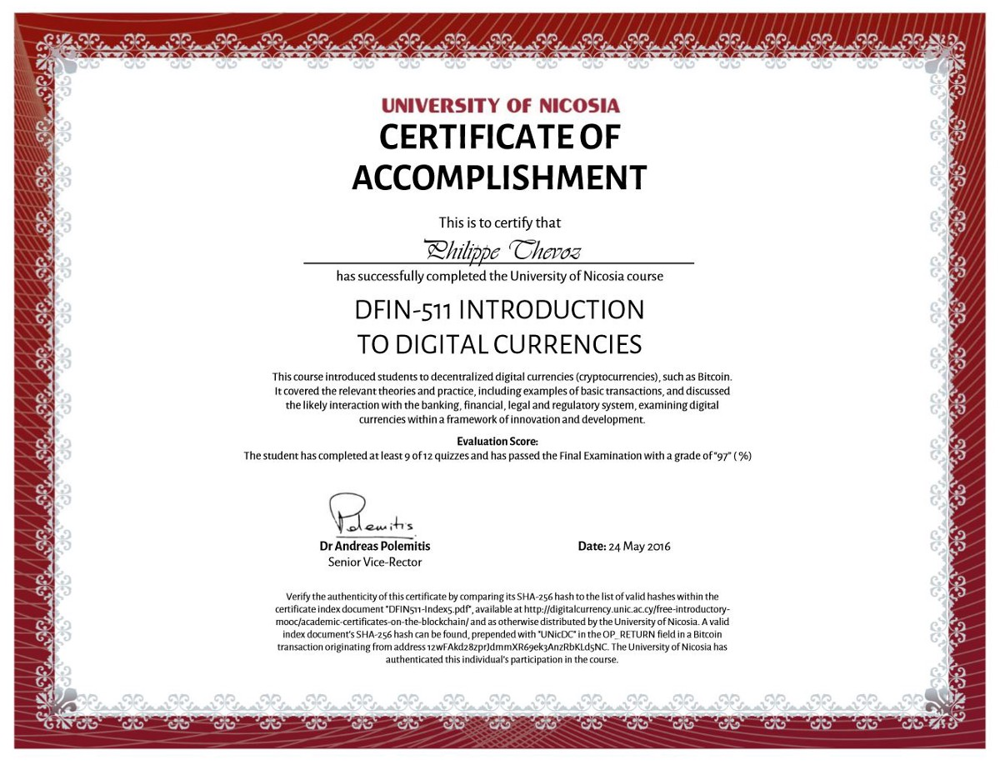 UNIVERSITY OF NICOSIA
CERTIFICATE OF
ACCOMPLISHMENT
This is to certify that
Philippe Thevoz
has successfully completed the University of Nicosia course
DFIN-511 INTRODUCTION
TO DIGITAL CURRENCIES
This course introduced students to decentralized digital currencies (cryptocurrencies), such as Bitcoin.
It covered the relevant theories and practice, including examples of basic transactions, and discussed
the likely interaction with the banking, financial, legal and regulatory system, examining digital
currencies within a framework of innovation and development.
Evaluation Score:
The student has completed at least 9 of 12 quizzes and has passed the Final Examination with a grade of "97" ( %)
Polemitis
Dr Andreas Polemitis
Senior Vice-Rector
Date: 24 May 2016
Verify the authenticity of this certificate by comparing its SHA-256 hash to the list of valid hashes within the
certificate index document "DFIN511-Index5.pdf", available at http://digitalcurrency.unic.ac.cy/free-introductory-
mooc/academic-certificates-on-the-blockchain/ and as otherwise distributed by the University of Nicosia. A valid
index document's SHA-256 hash can be found, prepended with "UNicDC" in the OP_RETURN field in a Bitcoin
transaction originating from address 12wFAkd28zprJdmmXR69ek3AnzRbKLd5NC. The University of Nicosia has
authenticated this individual's participation in the course.